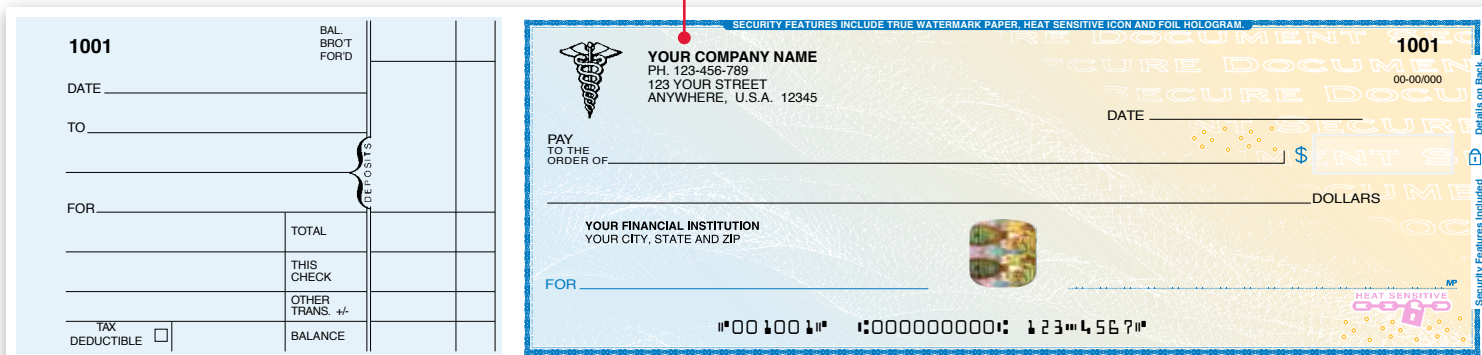 1001
BAL.
BRO'T
FOR'D
DATE
TO
DEPOSITS
FOR
TOTAL
THIS
CHECK
OTHER
TRANS. +/-
TAX
DEDUCTIBLE
BALANCE
SECURITY FEATURES INCLUDE TRUE WATERMARK PAPER, HEAT SENSITIVE ICON AND FOIL HOLOGRAM.
YOUR COMPANY NAME
PH. 123-456-789
123 YOUR STREET
ANYWHERE, U.S.A. 12345
1001
00-00/000
DATE
PAY
TO THE
ORDER OF
$
DOLLARS
YOUR FINANCIAL INSTITUTION
YOUR CITY, STATE AND ZIP
FOR
MP
HEAT SENSITIVE
⑈001001⑈ ⑆000000000⑆ 123⑉4567⑈
Security Features Included Details on Back.
SECURE DOCUMENT